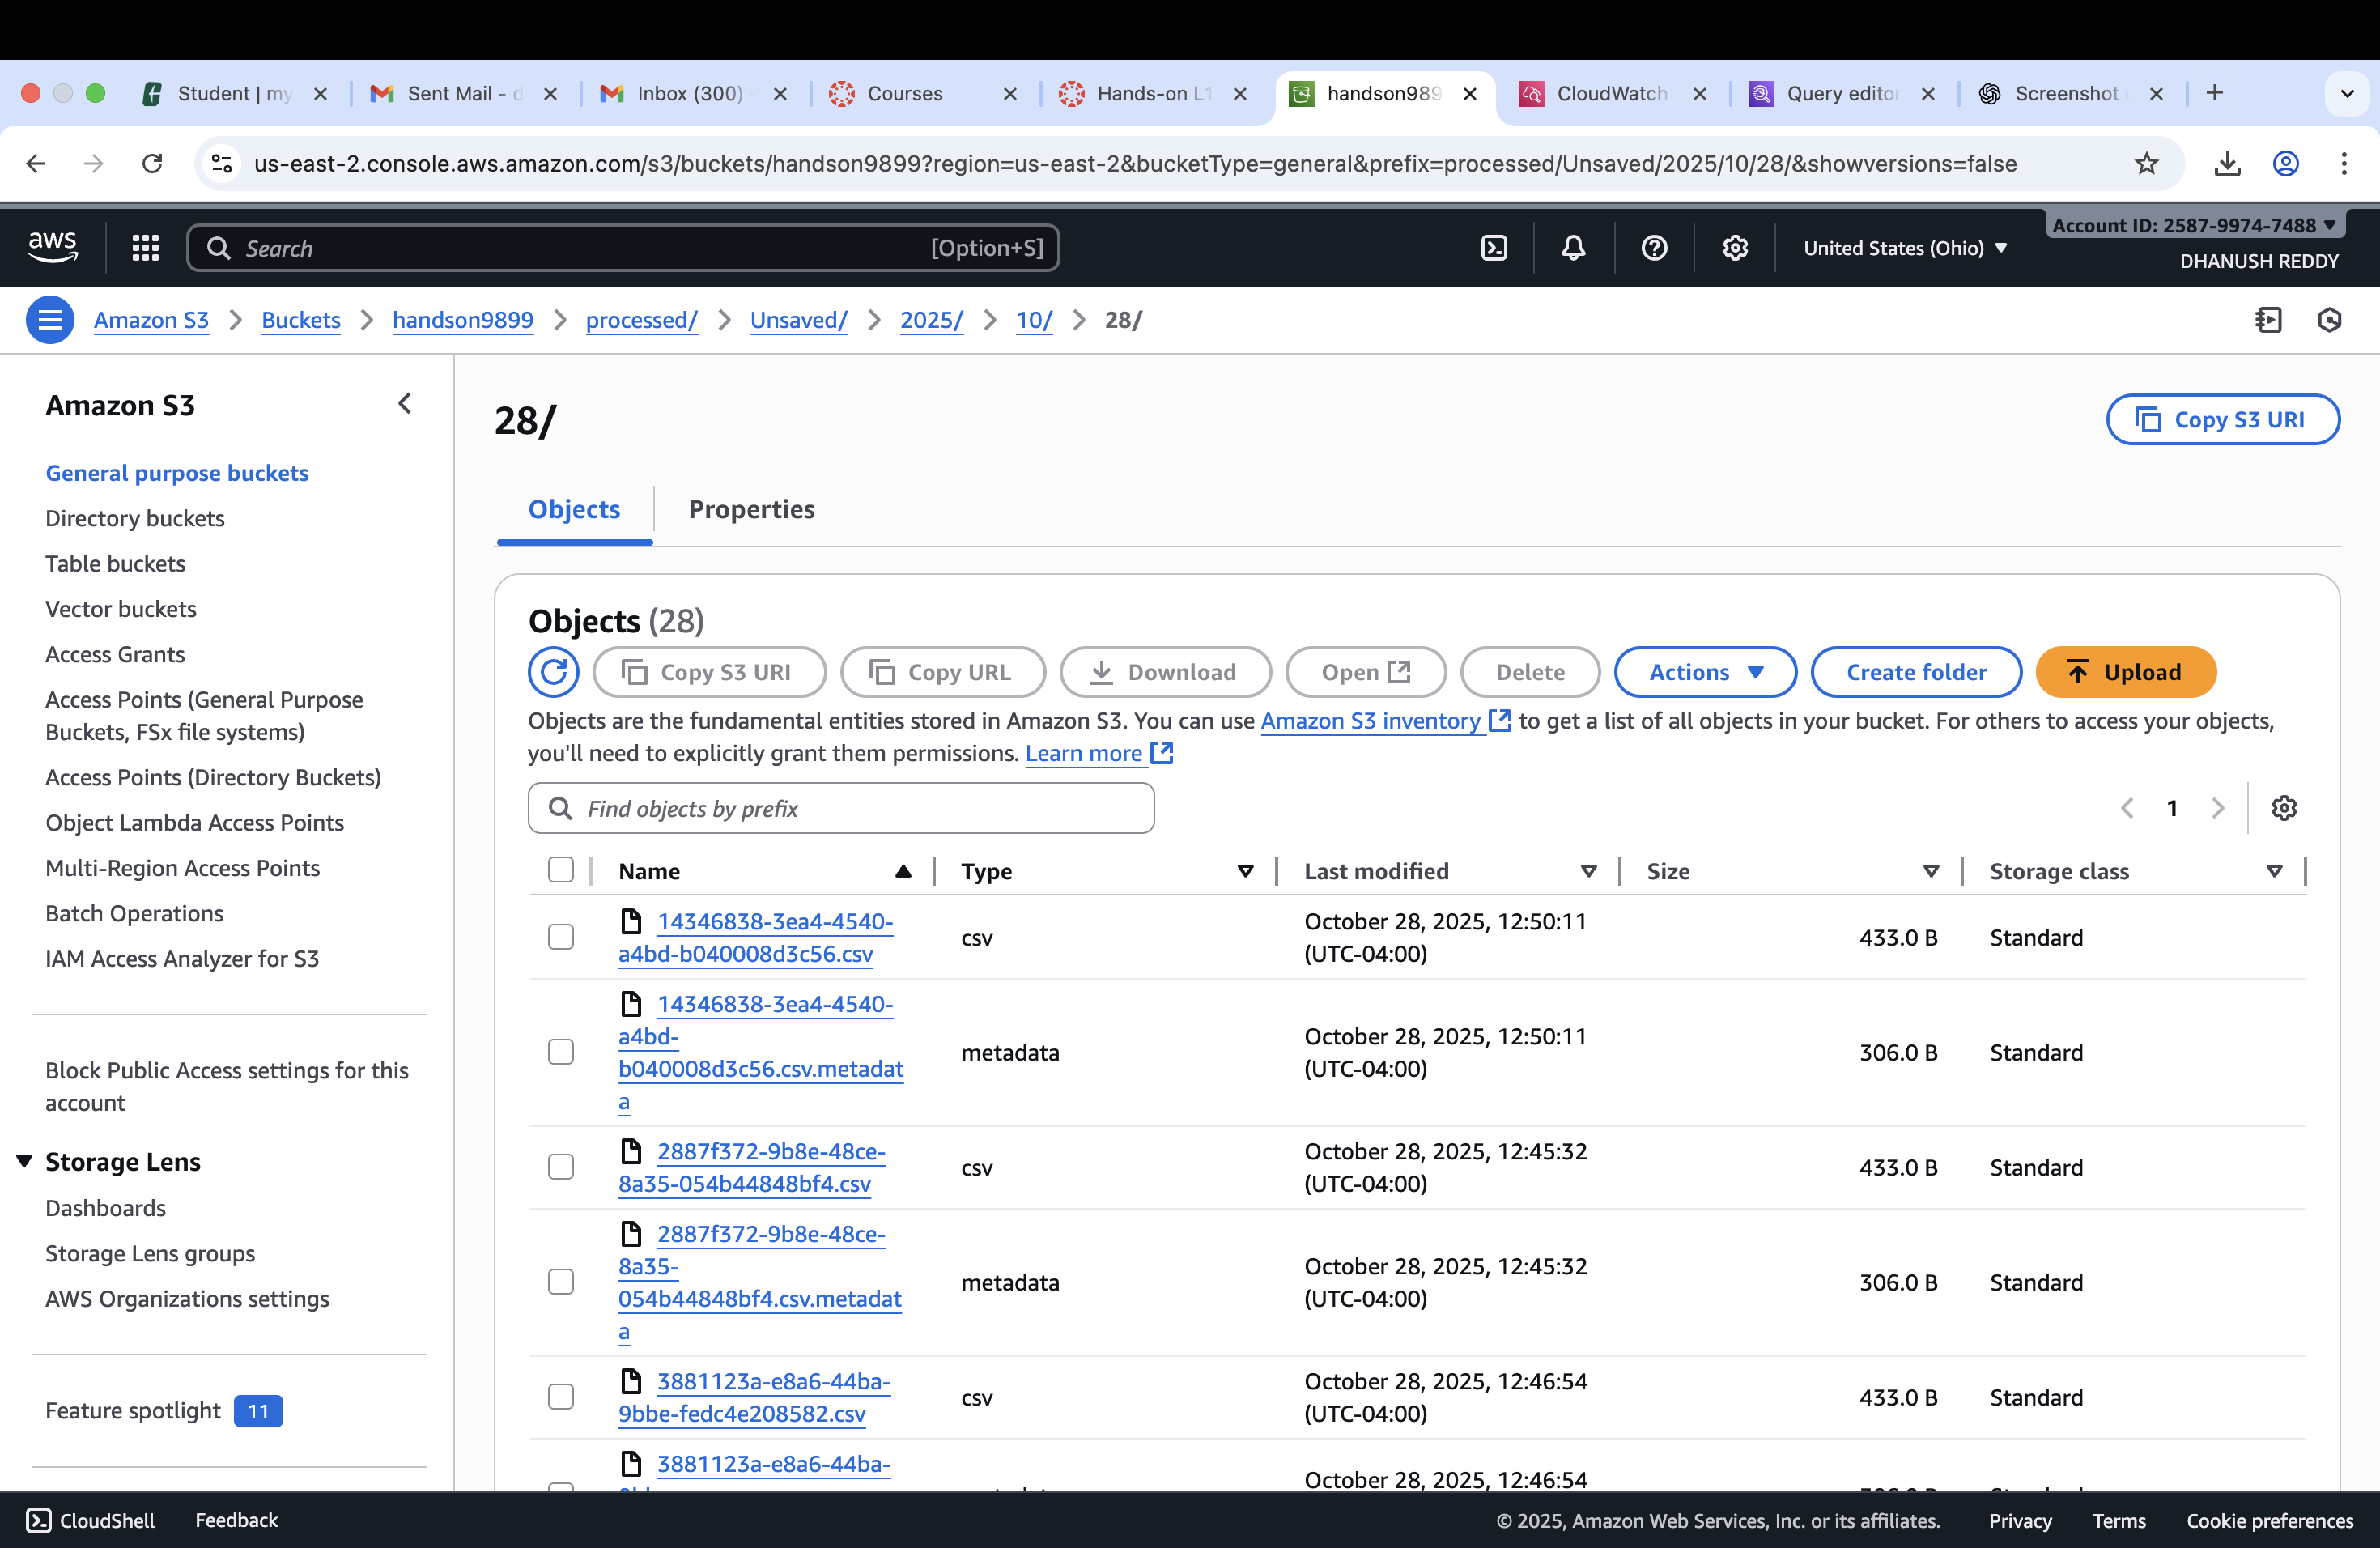 Student | my
Sent Mail - d
Inbox (300)
Courses
Hands-on L1
handson989
CloudWatch
Query editor
Screenshot
us-east-2.console.aws.amazon.com/s3/buckets/handson9899?region=us-east-2&bucketType=general&prefix=processed/Unsaved/2025/10/28/&showversions=false
aws
Search
[Option+S]
United States (Ohio)
Account ID: 2587-9974-7488
DHANUSH REDDY
Amazon S3
Buckets
handson9899
processed/
Unsaved/
2025/
10/
28/
Amazon S3
General purpose buckets
Directory buckets
Table buckets
Vector buckets
Access Grants
Access Points (General Purpose
Buckets, FSx file systems)
Access Points (Directory Buckets)
Object Lambda Access Points
Multi-Region Access Points
Batch Operations
IAM Access Analyzer for S3
Block Public Access settings for this
account
Storage Lens
Dashboards
Storage Lens groups
AWS Organizations settings
Feature spotlight 11
28/
Copy S3 URI
Objects
Properties
Objects (28)
Copy S3 URI
Copy URL
Download
Open
Delete
Actions
Create folder
Upload
Objects are the fundamental entities stored in Amazon S3. You can use Amazon S3 inventory to get a list of all objects in your bucket. For others to access your objects,
you'll need to explicitly grant them permissions. Learn more
Find objects by prefix
1
Name
Type
Last modified
Size
Storage class
14346838-3ea4-4540-
a4bd-b040008d3c56.csv
csv
October 28, 2025, 12:50:11
(UTC-04:00)
433.0 B
Standard
14346838-3ea4-4540-
a4bd-
b040008d3c56.csv.metadat
a
metadata
October 28, 2025, 12:50:11
(UTC-04:00)
306.0 B
Standard
2887f372-9b8e-48ce-
8a35-054b44848bf4.csv
csv
October 28, 2025, 12:45:32
(UTC-04:00)
433.0 B
Standard
2887f372-9b8e-48ce-
8a35-
054b44848bf4.csv.metadat
a
metadata
October 28, 2025, 12:45:32
(UTC-04:00)
306.0 B
Standard
3881123a-e8a6-44ba-
9bbe-fedc4e208582.csv
csv
October 28, 2025, 12:46:54
(UTC-04:00)
433.0 B
Standard
3881123a-e8a6-44ba-
October 28, 2025, 12:46:54
CloudShell
Feedback
© 2025, Amazon Web Services, Inc. or its affiliates.
Privacy
Terms
Cookie preferences